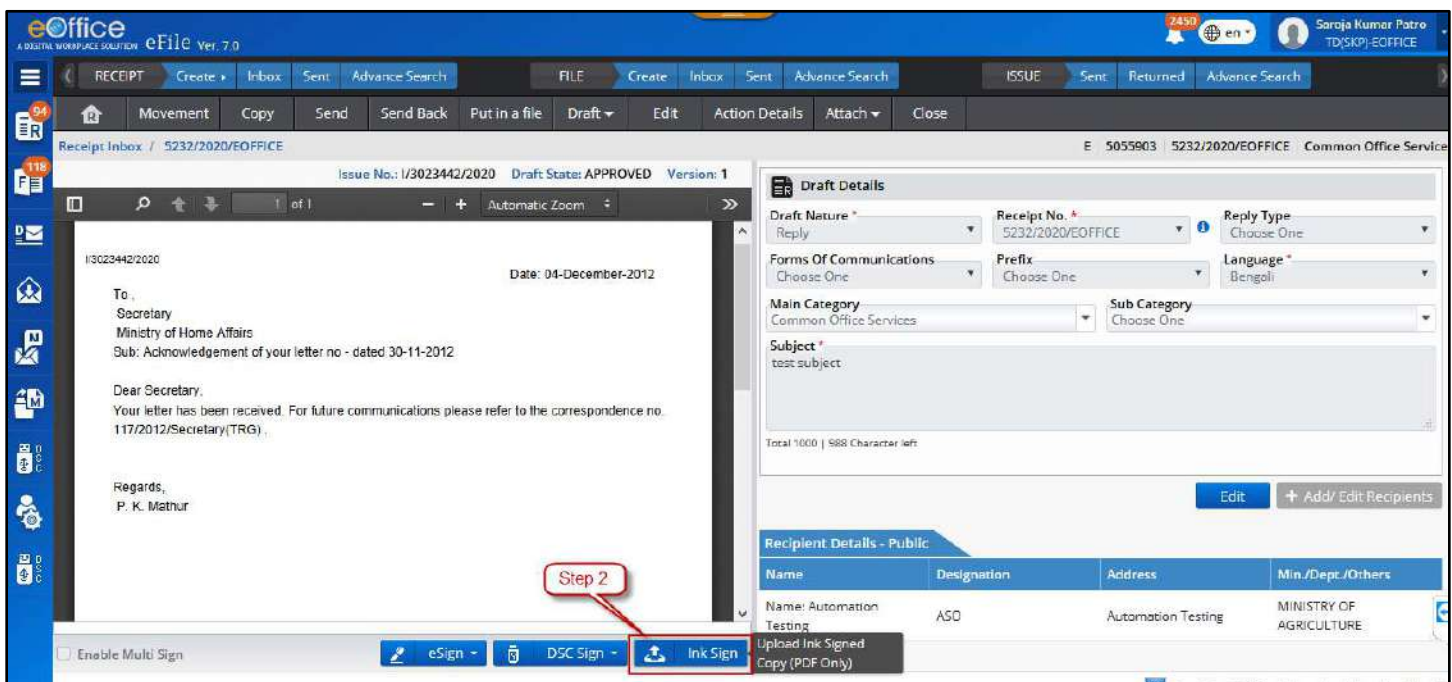 eOffice
A DIGITAL WORKPLACE SOLUTION eFile Ver. 7.0
2450
en
Saroja Kumar Patro
TD(SKP)-EOFFICE
RECEIPT Create Inbox Sent Advance Search FILE Create Inbox Sent Advance Search ISSUE Sent Returned Advance Search
94
R
Movement Copy Send Send Back Put in a file Draft Edit Action Details Attach Close
Receipt Inbox / 5232/2020/EOFFICE
E 5055903 5232/2020/EOFFICE Common Office Service
118
F
Issue No.: I/3023442/2020 Draft State: APPROVED Version: 1
1 of 1 − + Automatic Zoom
D
N
M
DSC
DSC
I/3023442/2020
Date: 04-December-2012
To ,
Secretary
Ministry of Home Affairs
Sub: Acknowledgement of your letter no - dated 30-11-2012
Dear Secretary,
Your letter has been received. For future communications please refer to the correspondence no.
117/2012/Secretary(TRG) .
Regards,
P. K. Mathur
Step 2
Enable Multi Sign eSign DSC Sign Ink Sign
Upload Ink Signed
Copy (PDF Only)
Draft Details
Draft Nature * Receipt No. * Reply Type
Reply 5232/2020/EOFFICE Choose One
Forms Of Communications Prefix Language *
Choose One Choose One Bengali
Main Category Sub Category
Common Office Services Choose One
Subject *
test subject
Total 1000 | 988 Character left
Edit + Add/ Edit Recipients
Recipient Details - Public
Name Designation Address Min./Dept./Others
Name: Automation Testing ASO Automation Testing MINISTRY OF AGRICULTURE